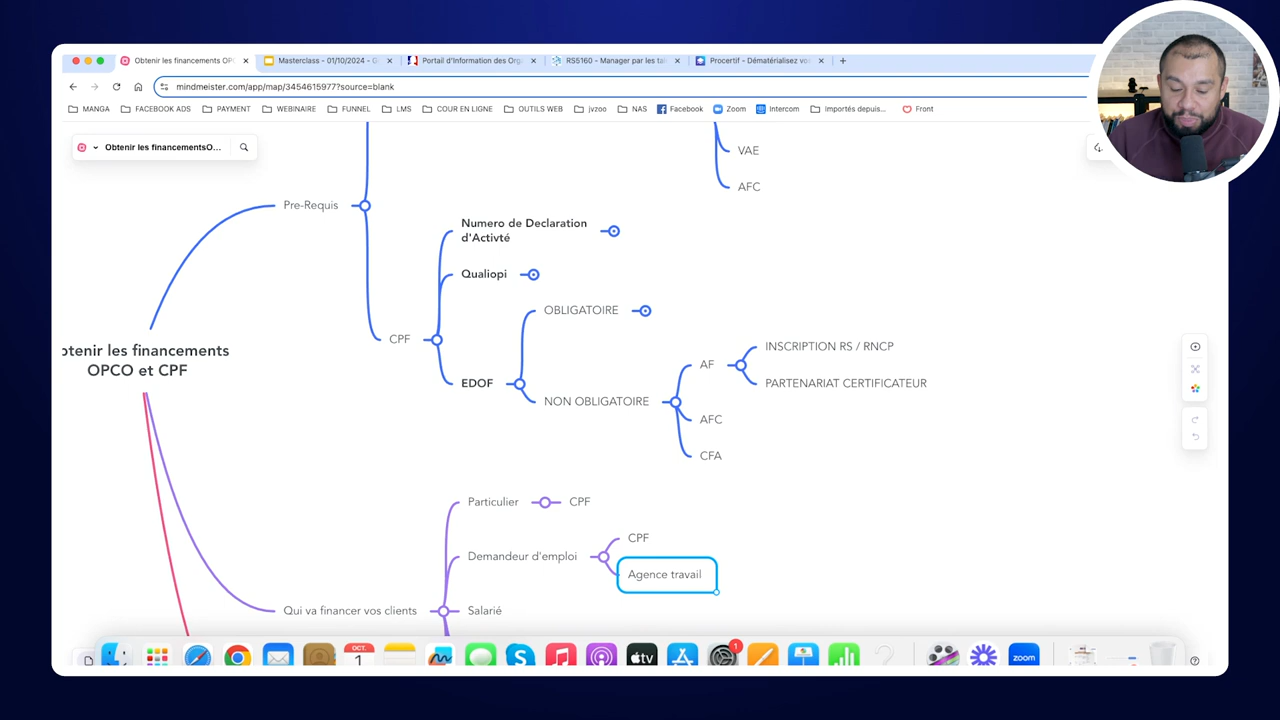 Obtenir les financements OPC
Masterclass - 01/10/2024 - G
Portail d'Information des Org
RS5160 - Manager par les tal
Procertif - Dématérialisez vo
mindmeister.com/app/map/3454615977?source=blank
MANGA
FACEBOOK ADS
PAYMENT
WEBINAIRE
FUNNEL
LMS
COUR EN LIGNE
OUTILS WEB
jvzoo
NAS
Facebook
Zoom
Intercom
Importés depuis...
Front
Obtenir les financementsO...
VAE
AFC
Pre-Requis
Numero de Declaration
d'Activté
Qualiopi
OBLIGATOIRE
CPF
INSCRIPTION RS / RNCP
AF
EDOF
PARTENARIAT CERTIFICATEUR
NON OBLIGATOIRE
AFC
CFA
btenir les financements
OPCO et CPF
Particulier
CPF
CPF
Demandeur d'emploi
Agence travail
Qui va financer vos clients
Salarié
OCT.
1
tv
1
zoom